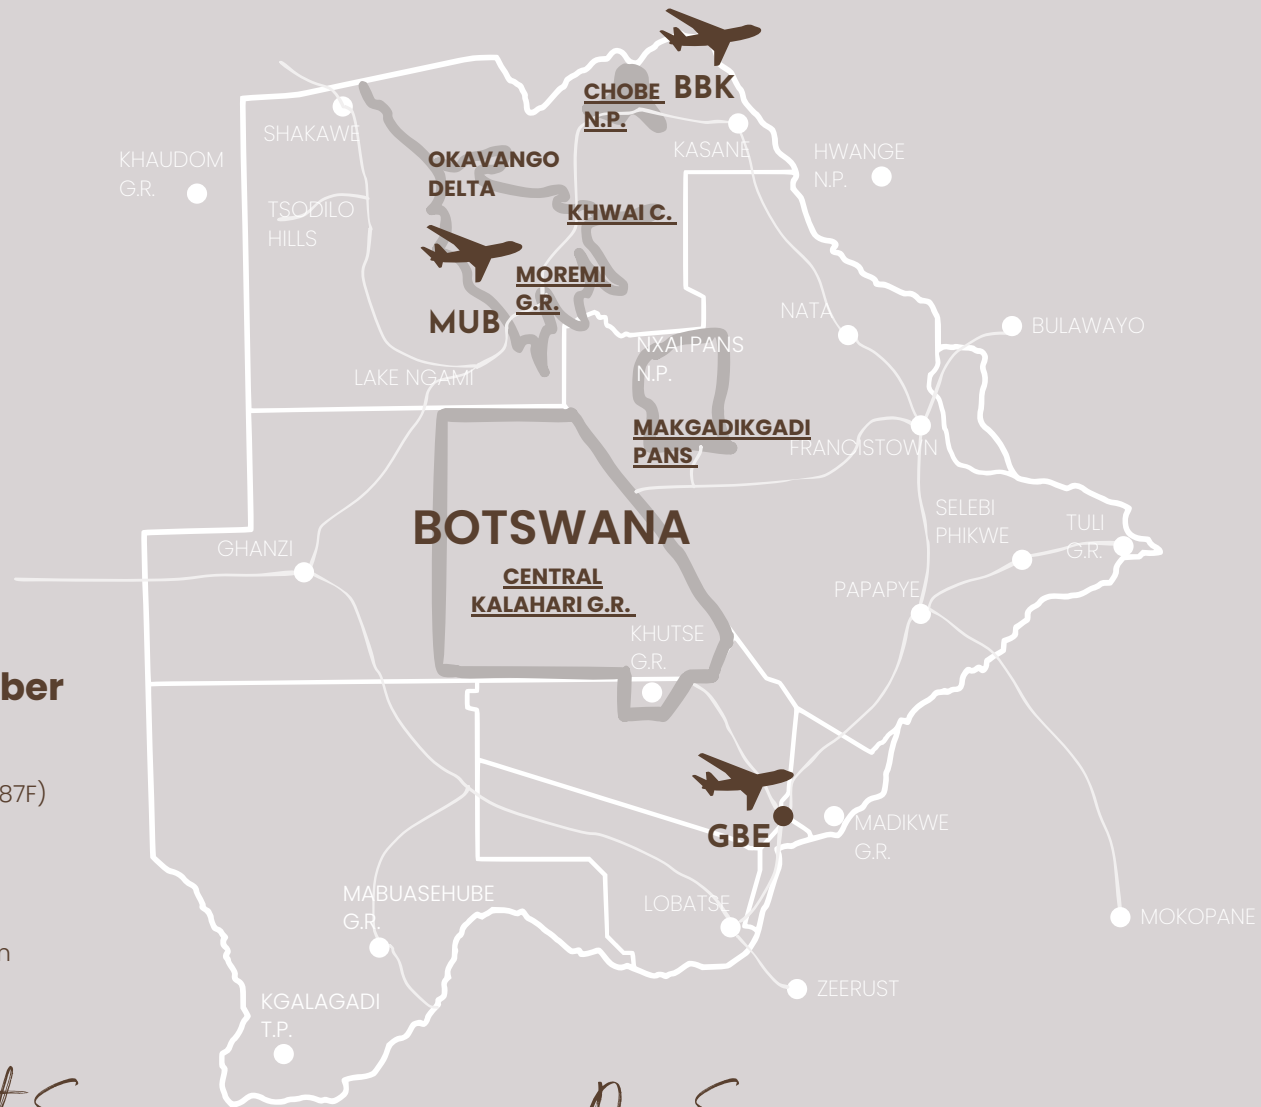 BBK
CHOBE
N.P.
SHAKAWE
KASANE
HWANGE
N.P.
KHAUDOM
G.R.
OKAVANGO
DELTA
TSODILO
HILLS
KHWAI C.
MOREMI
G.R.
MUB
NATA
BULAWAYO
NXAI PANS
N.P.
LAKE NGAMI
MAKGADIKGADI
PANS
FRANCISTOWN
BOTSWANA
SELEBI
PHIKWE
TULI
G.R.
GHANZI
CENTRAL
KALAHARI G.R.
PAPAPYE
KHUTSE
G.R.
ber
87F)
GBE
MADIKWE
G.R.
MABUASEHUBE
G.R.
LOBATSE
MOKOPANE
n
ZEERUST
KGALAGADI
T.P.